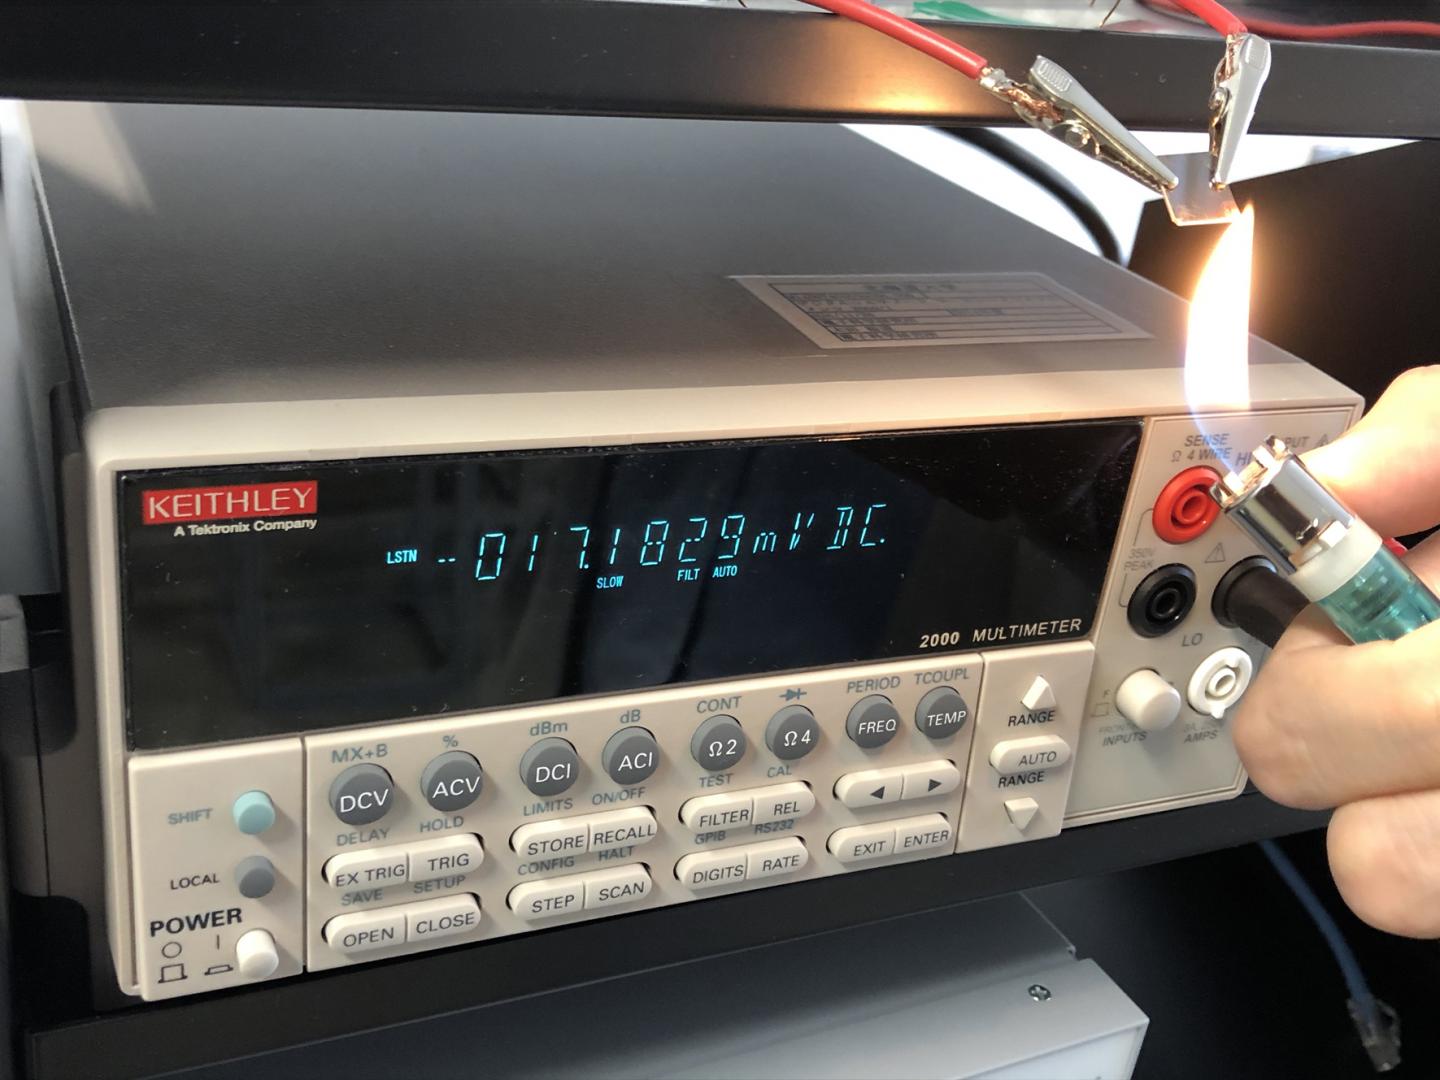 KEITHLEY
A Tektronix Company
LSTN -- 017.1829mV DC
SLOW FILT AUTO
2000 MULTIMETER
SENSE
Ω 4 WIRE
HI
350V
PEAK
LO
INPUTS
AMPS
MX+B % dBm dB CONT PERIOD TCOUPL
DCV ACV DCI ACI Ω2 Ω4 FREQ TEMP
DELAY HOLD LIMITS ON/OFF TEST CAL
EX TRIG TRIG STORE RECALL FILTER REL
SAVE SETUP CONFIG HALT GPIB RS232
OPEN CLOSE STEP SCAN DIGITS RATE EXIT ENTER
RANGE
AUTO
RANGE
SHIFT
LOCAL
POWER